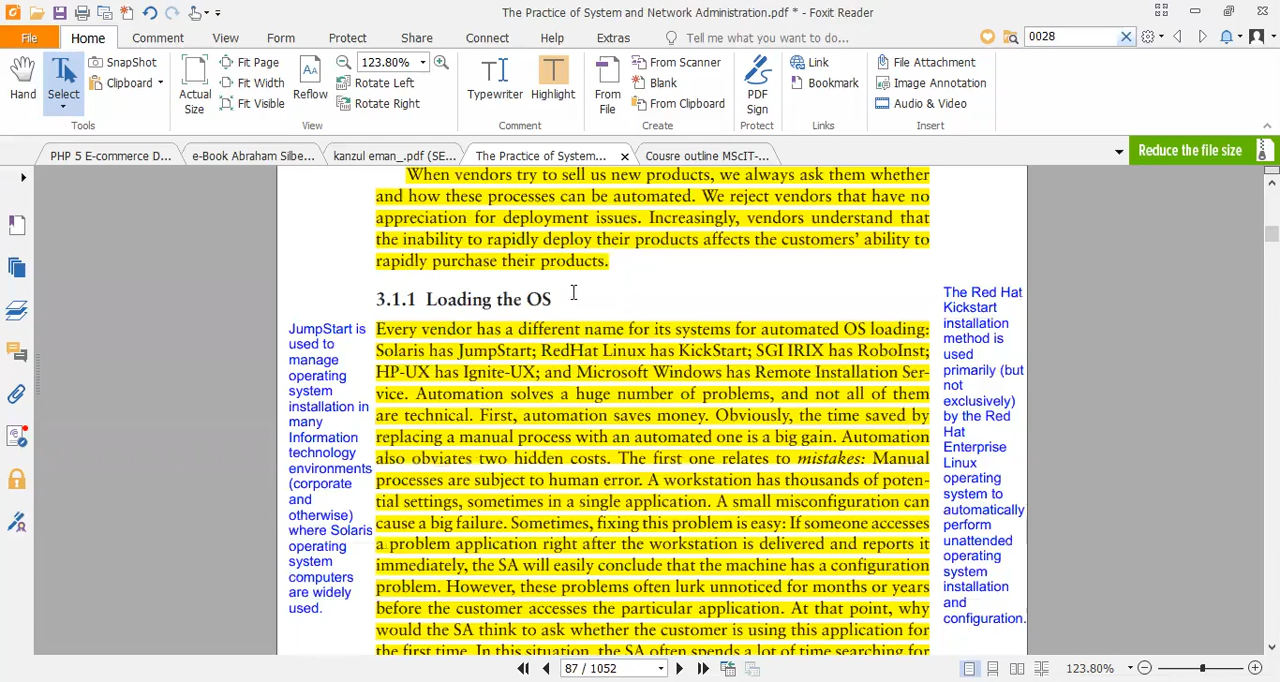 The Practice of System and Network Administration.pdf * - Foxit Reader
File Home Comment View Form Protect Share Connect Help Extras Tell me what you want to do... 0028
Hand
Select
SnapShot
Clipboard
Tools
Actual Size
Fit Page
Fit Width
Fit Visible
Reflow
123.80%
Rotate Left
Rotate Right
View
Typewriter
Highlight
Comment
From File
From Scanner
Blank
From Clipboard
Create
PDF Sign
Protect
Link
Bookmark
Links
File Attachment
Image Annotation
Audio & Video
Insert
PHP 5 E-commerce D... e-Book Abraham Silbe... kanzul eman_.pdf (SE... The Practice of System... Cousre outline MScIT-... Reduce the file size
When vendors try to sell us new products, we always ask them whether
and how these processes can be automated. We reject vendors that have no
appreciation for deployment issues. Increasingly, vendors understand that
the inability to rapidly deploy their products affects the customers’ ability to
rapidly purchase their products.
3.1.1 Loading the OS
Every vendor has a different name for its systems for automated OS loading:
Solaris has JumpStart; RedHat Linux has KickStart; SGI IRIX has RoboInst;
HP-UX has Ignite-UX; and Microsoft Windows has Remote Installation Ser-
vice. Automation solves a huge number of problems, and not all of them
are technical. First, automation saves money. Obviously, the time saved by
replacing a manual process with an automated one is a big gain. Automation
also obviates two hidden costs. The first one relates to mistakes: Manual
processes are subject to human error. A workstation has thousands of poten-
tial settings, sometimes in a single application. A small misconfiguration can
cause a big failure. Sometimes, fixing this problem is easy: If someone accesses
a problem application right after the workstation is delivered and reports it
immediately, the SA will easily conclude that the machine has a configuration
problem. However, these problems often lurk unnoticed for months or years
before the customer accesses the particular application. At that point, why
would the SA think to ask whether the customer is using this application for
the first time. In this situation, the SA often spends a lot of time searching for
JumpStart is
used to
manage
operating
system
installation in
many
Information
technology
environments
(corporate
and
otherwise)
where Solaris
operating
system
computers
are widely
used.
The Red Hat
Kickstart
installation
method is
used
primarily (but
not
exclusively)
by the Red
Hat
Enterprise
Linux
operating
system to
automatically
perform
unattended
operating
system
installation
and
configuration.
87 / 1052
123.80%